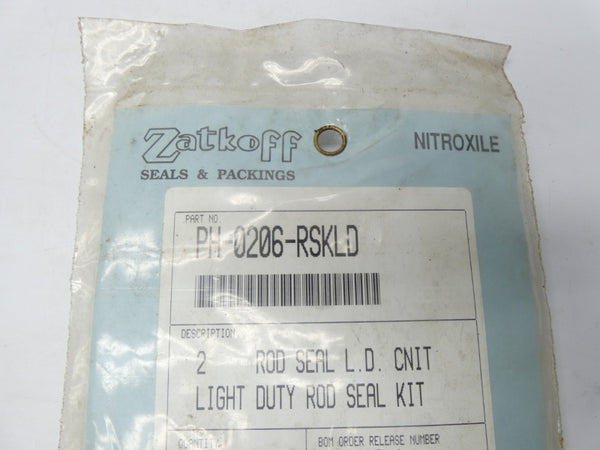 Zatkoff
NITROXILE
SEALS & PACKINGS
PART NO.
PH-0206-RSKLD
DESCRIPTION
2 ROD SEAL L.D. CNIT
LIGHT DUTY ROD SEAL KIT
QUANTITY
BOM ORDER RELEASE NUMBER